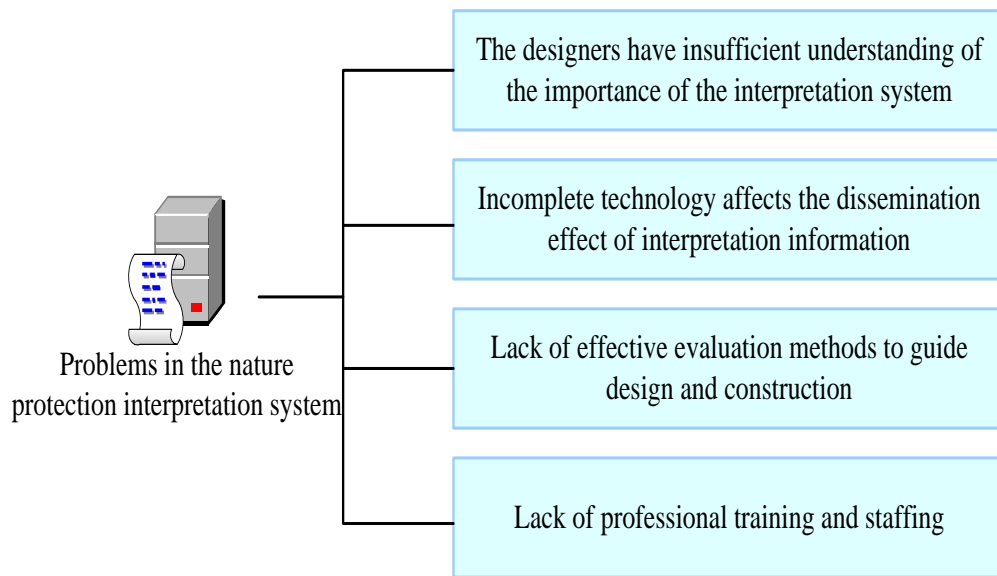 The designers have insufficient understanding of
the importance of the interpretation system
Incomplete technology affects the dissemination
effect of interpretation information
Problems in the nature
protection interpretation system
Lack of effective evaluation methods to guide
design and construction
Lack of professional training and staffing